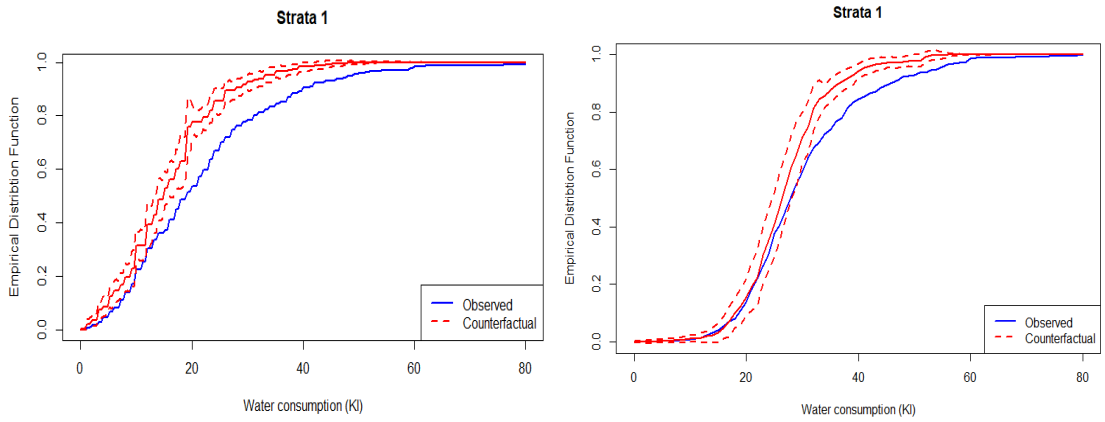 Strata 1
Empirical Distribtion Function
0.0 0.2 0.4 0.6 0.8 1.0
Observed
Counterfactual
0 20 40 60 80
Water consumption (Kl)
Strata 1
Empirical Distribtion Function
0.0 0.2 0.4 0.6 0.8 1.0
Observed
Counterfactual
0 20 40 60 80
Water consumption (Kl)